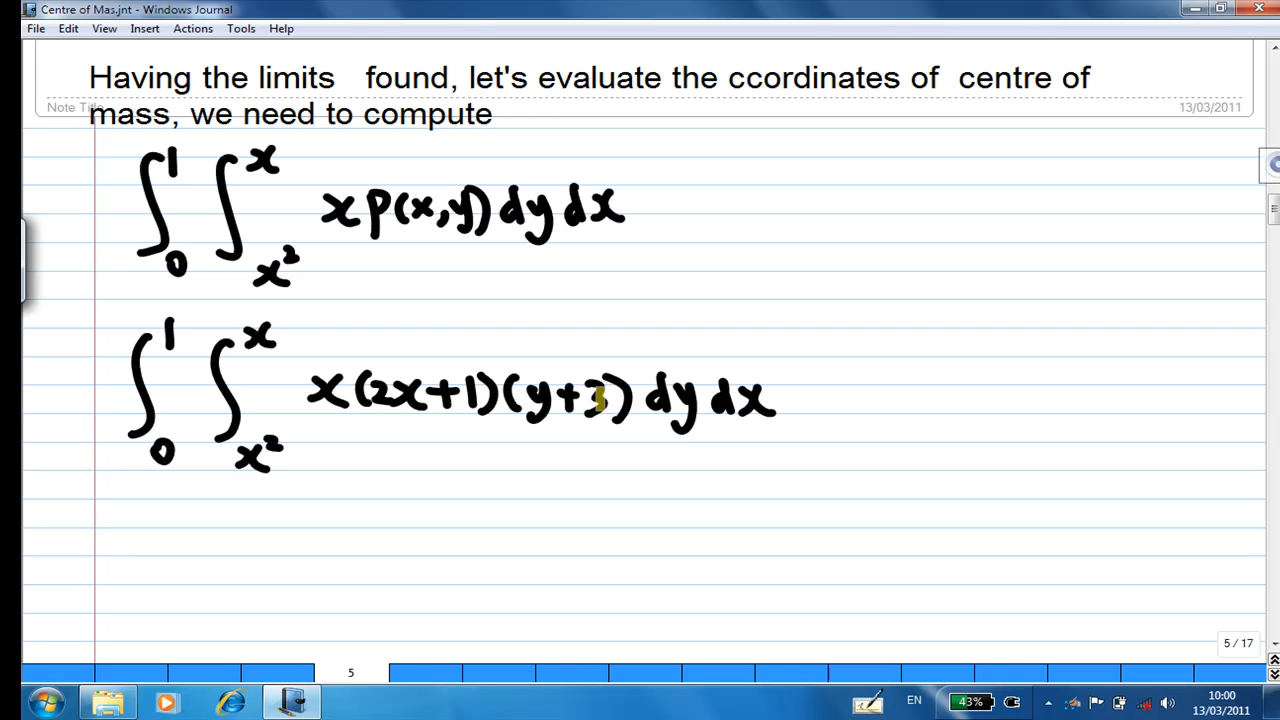 Centre of Mas.jnt - Windows Journal
File Edit View Insert Actions Tools Help
Having the limits found, let's evaluate the ccordinates of centre of
Note Title
13/03/2011
mass, we need to compute
∫₀¹ ∫ₓ²ˣ x p(x,y) dy dx
∫₀¹ ∫ₓ²ˣ x(2x+1)(y+3) dy dx
5 / 17
5
EN
43%
10:00
13/03/2011